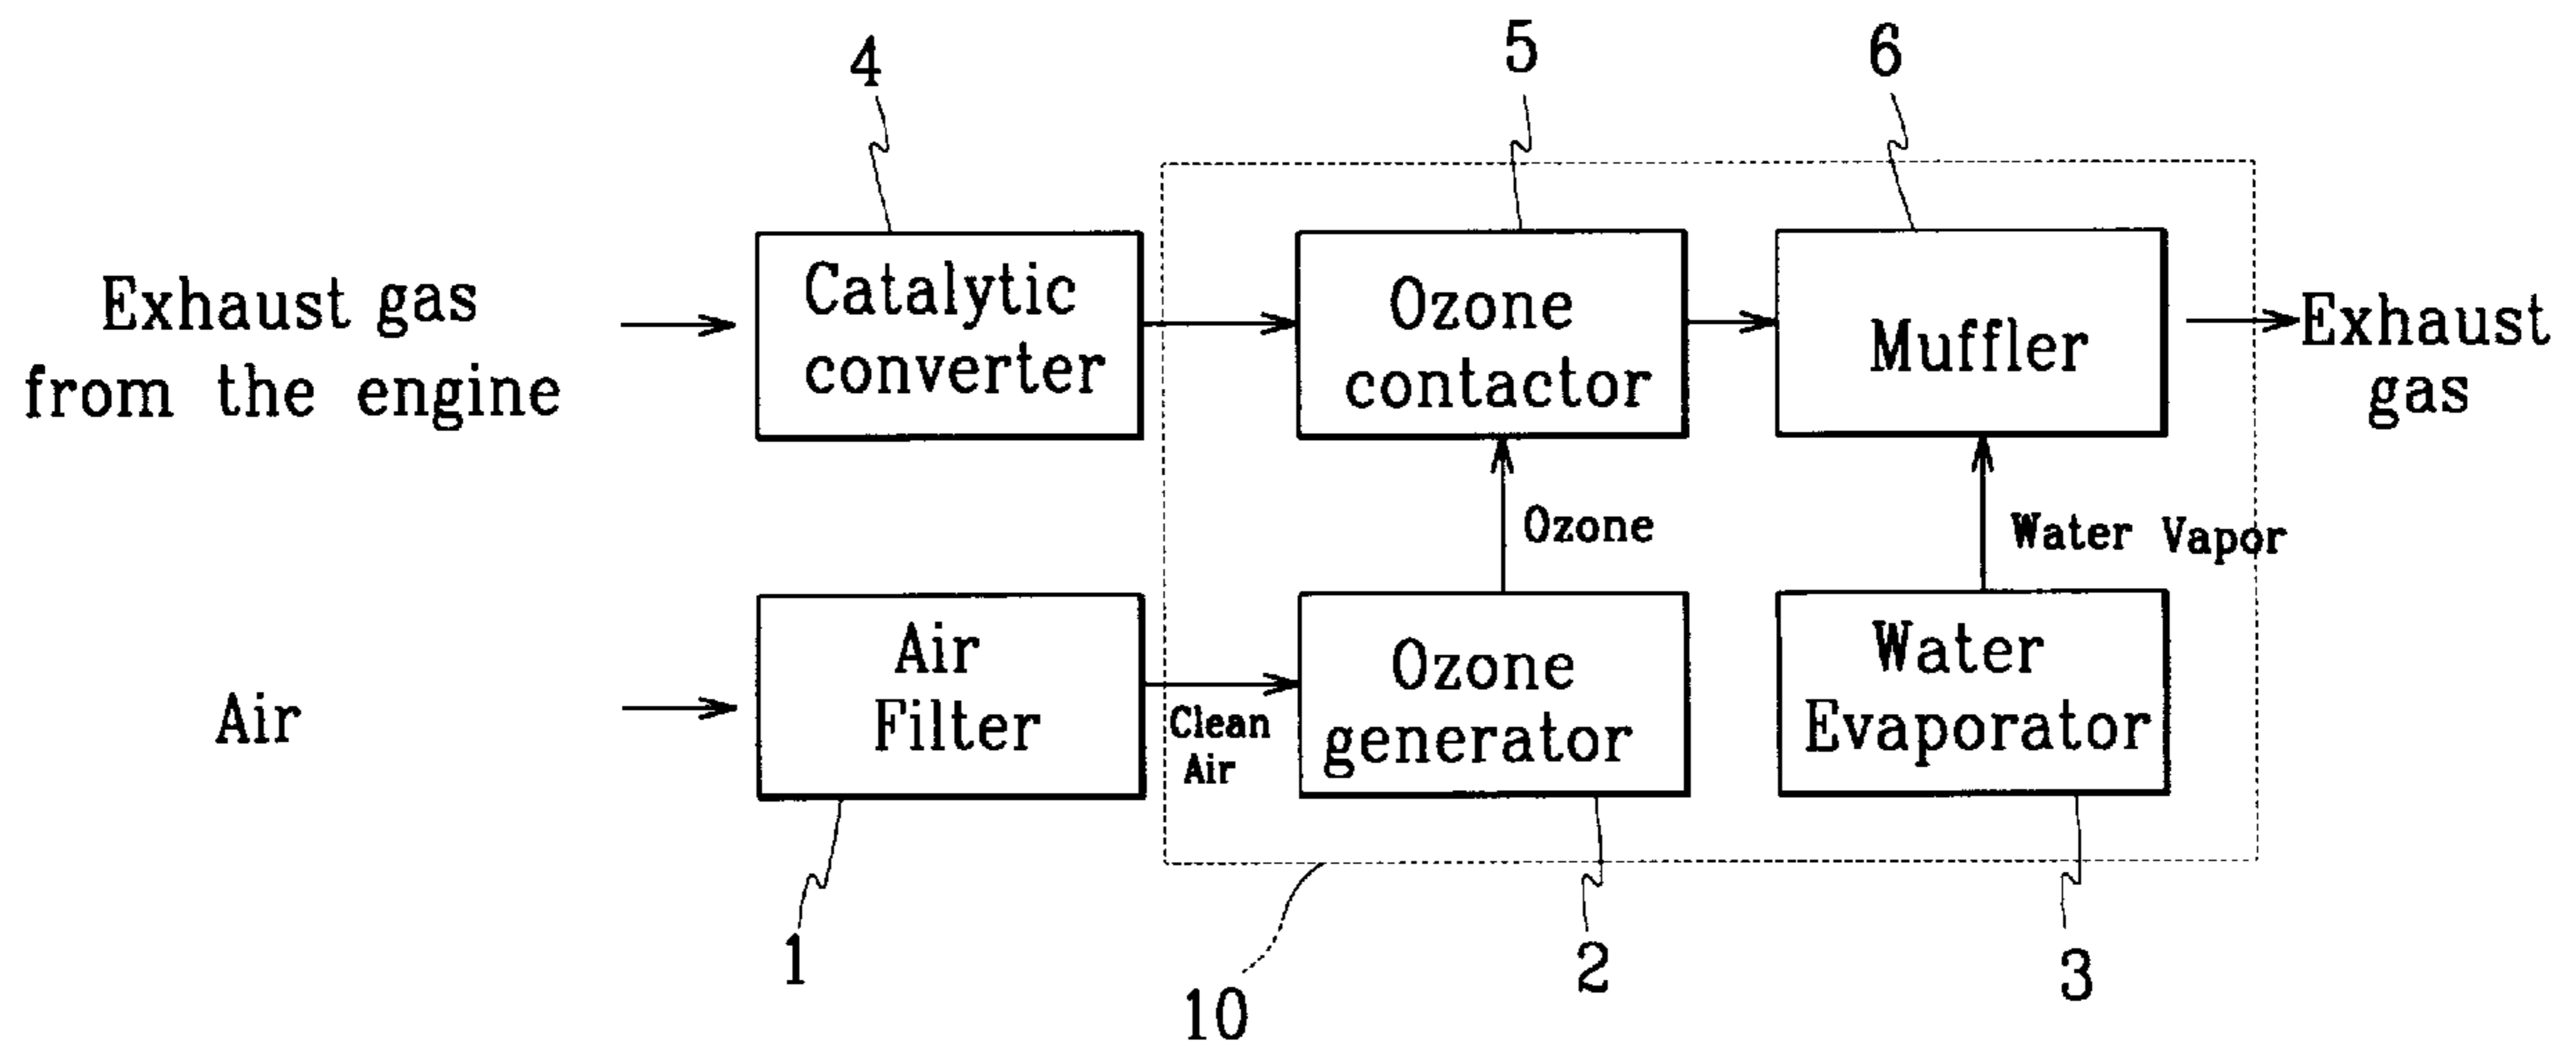 4
5
6
Exhaust gas
from the engine
Catalytic
converter
Ozone
contactor
Muffler
Exhaust
gas
Ozone
Water Vapor
Air
Air
Filter
Clean
Air
Ozone
generator
Water
Evaporator
1
10
2
3